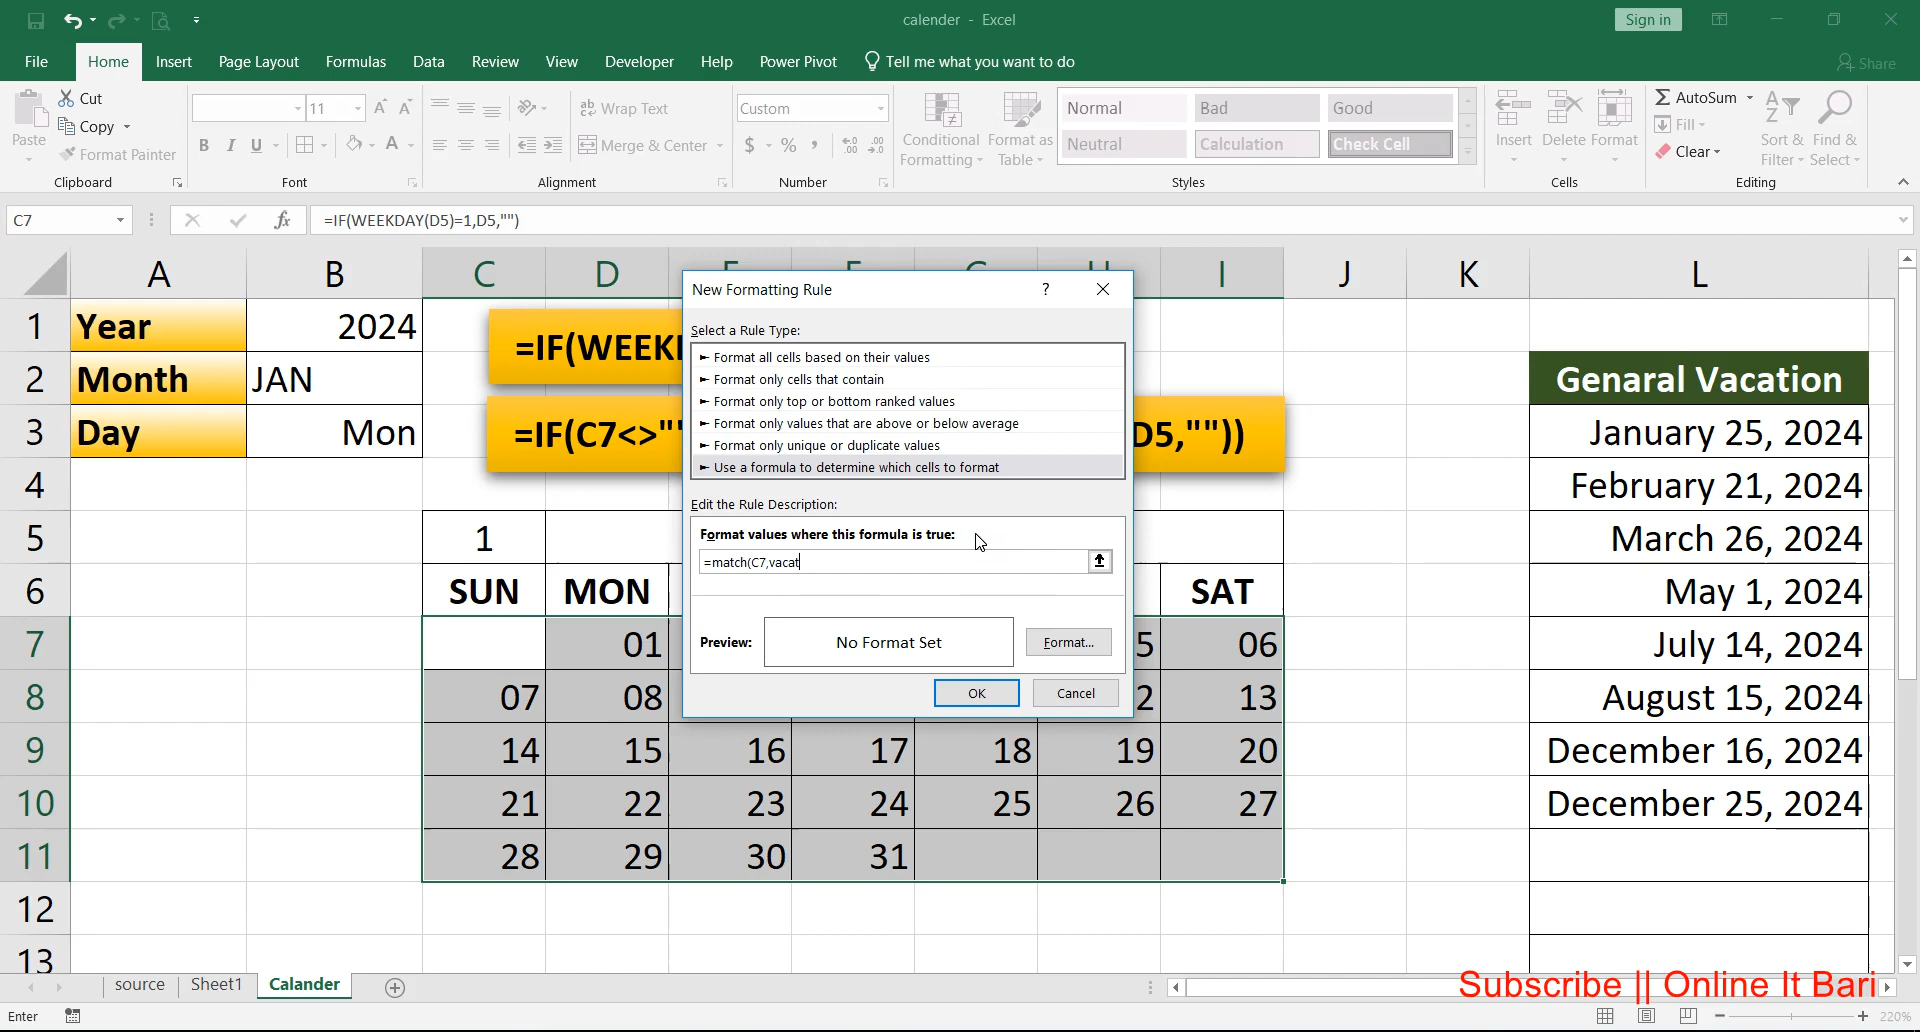 calender - Excel
Sign in
File Home Insert Page Layout Formulas Data Review View Developer Help Power Pivot Tell me what you want to do Share
Paste Cut Copy Format Painter
Clipboard
11
B I U A
Font
Wrap Text
Merge & Center
Alignment
Custom
$ % ,
Number
Conditional Formatting
Format as Table
Normal Bad Good
Neutral Calculation Check Cell
Styles
Insert Delete Format
Cells
AutoSum
Fill
Clear
Sort & Filter
Find & Select
Editing
C7 fx =IF(WEEKDAY(D5)=1,D5,"")
A B C D I J K L
1 Year 2024
=IF(WEEK
2 Month JAN
Genaral Vacation
3 Day Mon
=IF(C7<>""
D5,""))
January 25, 2024
4 February 21, 2024
5 1 March 26, 2024
6 SUN MON SAT May 1, 2024
7 01 5 06 July 14, 2024
8 07 08 2 13 August 15, 2024
9 14 15 16 17 18 19 20 December 16, 2024
10 21 22 23 24 25 26 27 December 25, 2024
11 28 29 30 31
12
13
New Formatting Rule ?
Select a Rule Type:
► Format all cells based on their values
► Format only cells that contain
► Format only top or bottom ranked values
► Format only values that are above or below average
► Format only unique or duplicate values
► Use a formula to determine which cells to format
Edit the Rule Description:
Format values where this formula is true:
=match(C7,vacat
Preview: No Format Set Format...
OK Cancel
source Sheet1 Calander
Subscribe || Online It Bari
Enter 220%